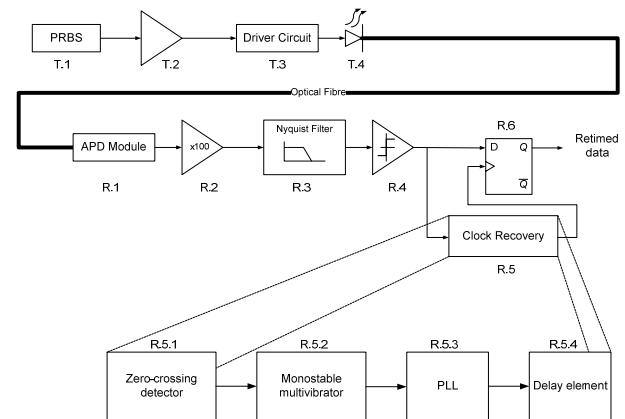 PRBS
Driver Circuit
T.1
T.2
T.3
T.4
Optical Fibre
APD Module
x100
Nyquist Filter
R.6
D Q
Q
Retimed
data
R.1
R.2
R.3
R.4
Clock Recovery
R.5
R.5.1
R.5.2
R.5.3
R.5.4
Zero-crossing
detector
Monostable
multivibrator
PLL
Delay element